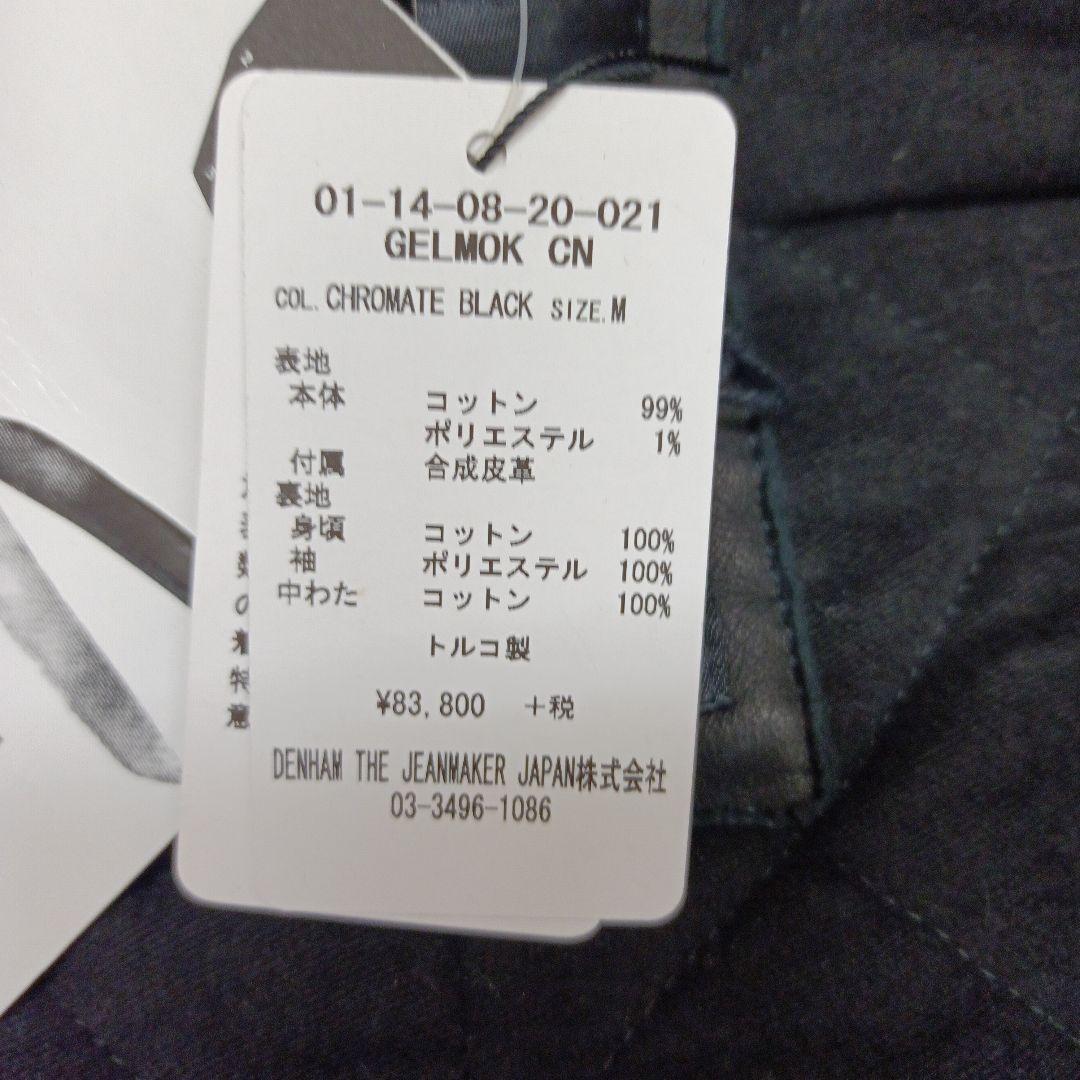 01-14-08-20-021
GELMOK CN
COL. CHROMATE BLACK SIZE. M
表地
本体 コットン 99%
ポリエステル 1%
付属 合成皮革
裏地
身頃 コットン 100%
袖 ポリエステル 100%
中わた コットン 100%
トルコ製
¥83,800 +税
DENHAM THE JEANMAKER JAPAN株式会社
03-3496-1086
の
着
特
意